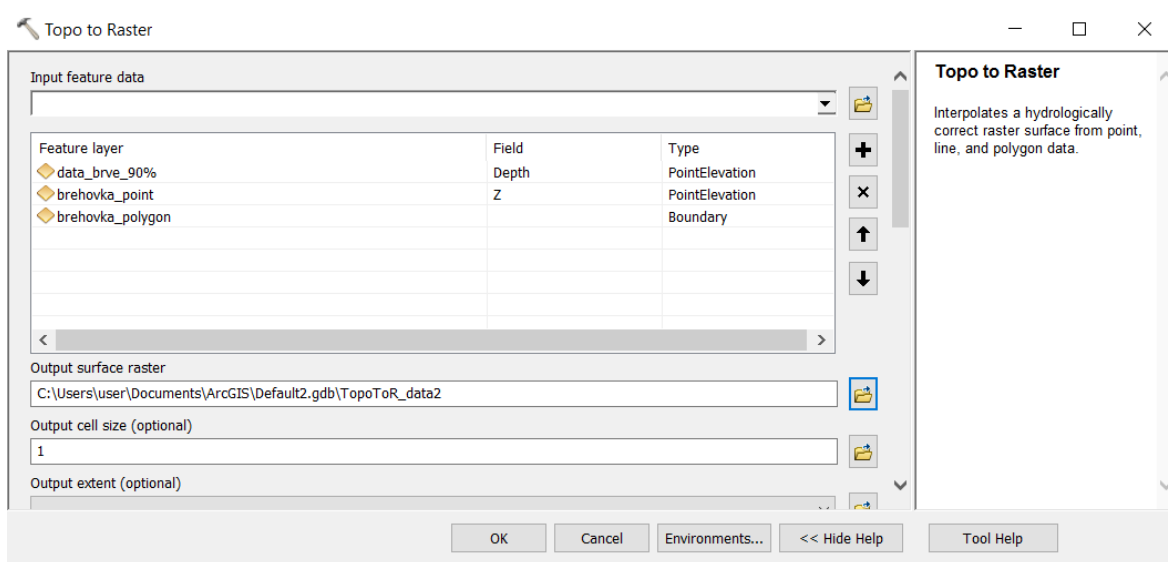 Topo to Raster
Input feature data
Feature layer Field Type
data_brve_90% Depth PointElevation
brehovka_point Z PointElevation
brehovka_polygon Boundary
Output surface raster
C:\Users\user\Documents\ArcGIS\Default2.gdb\TopoToR_data2
Output cell size (optional)
1
Output extent (optional)
OK Cancel Environments... << Hide Help
Topo to Raster
Interpolates a hydrologically
correct raster surface from point,
line, and polygon data.
Tool Help